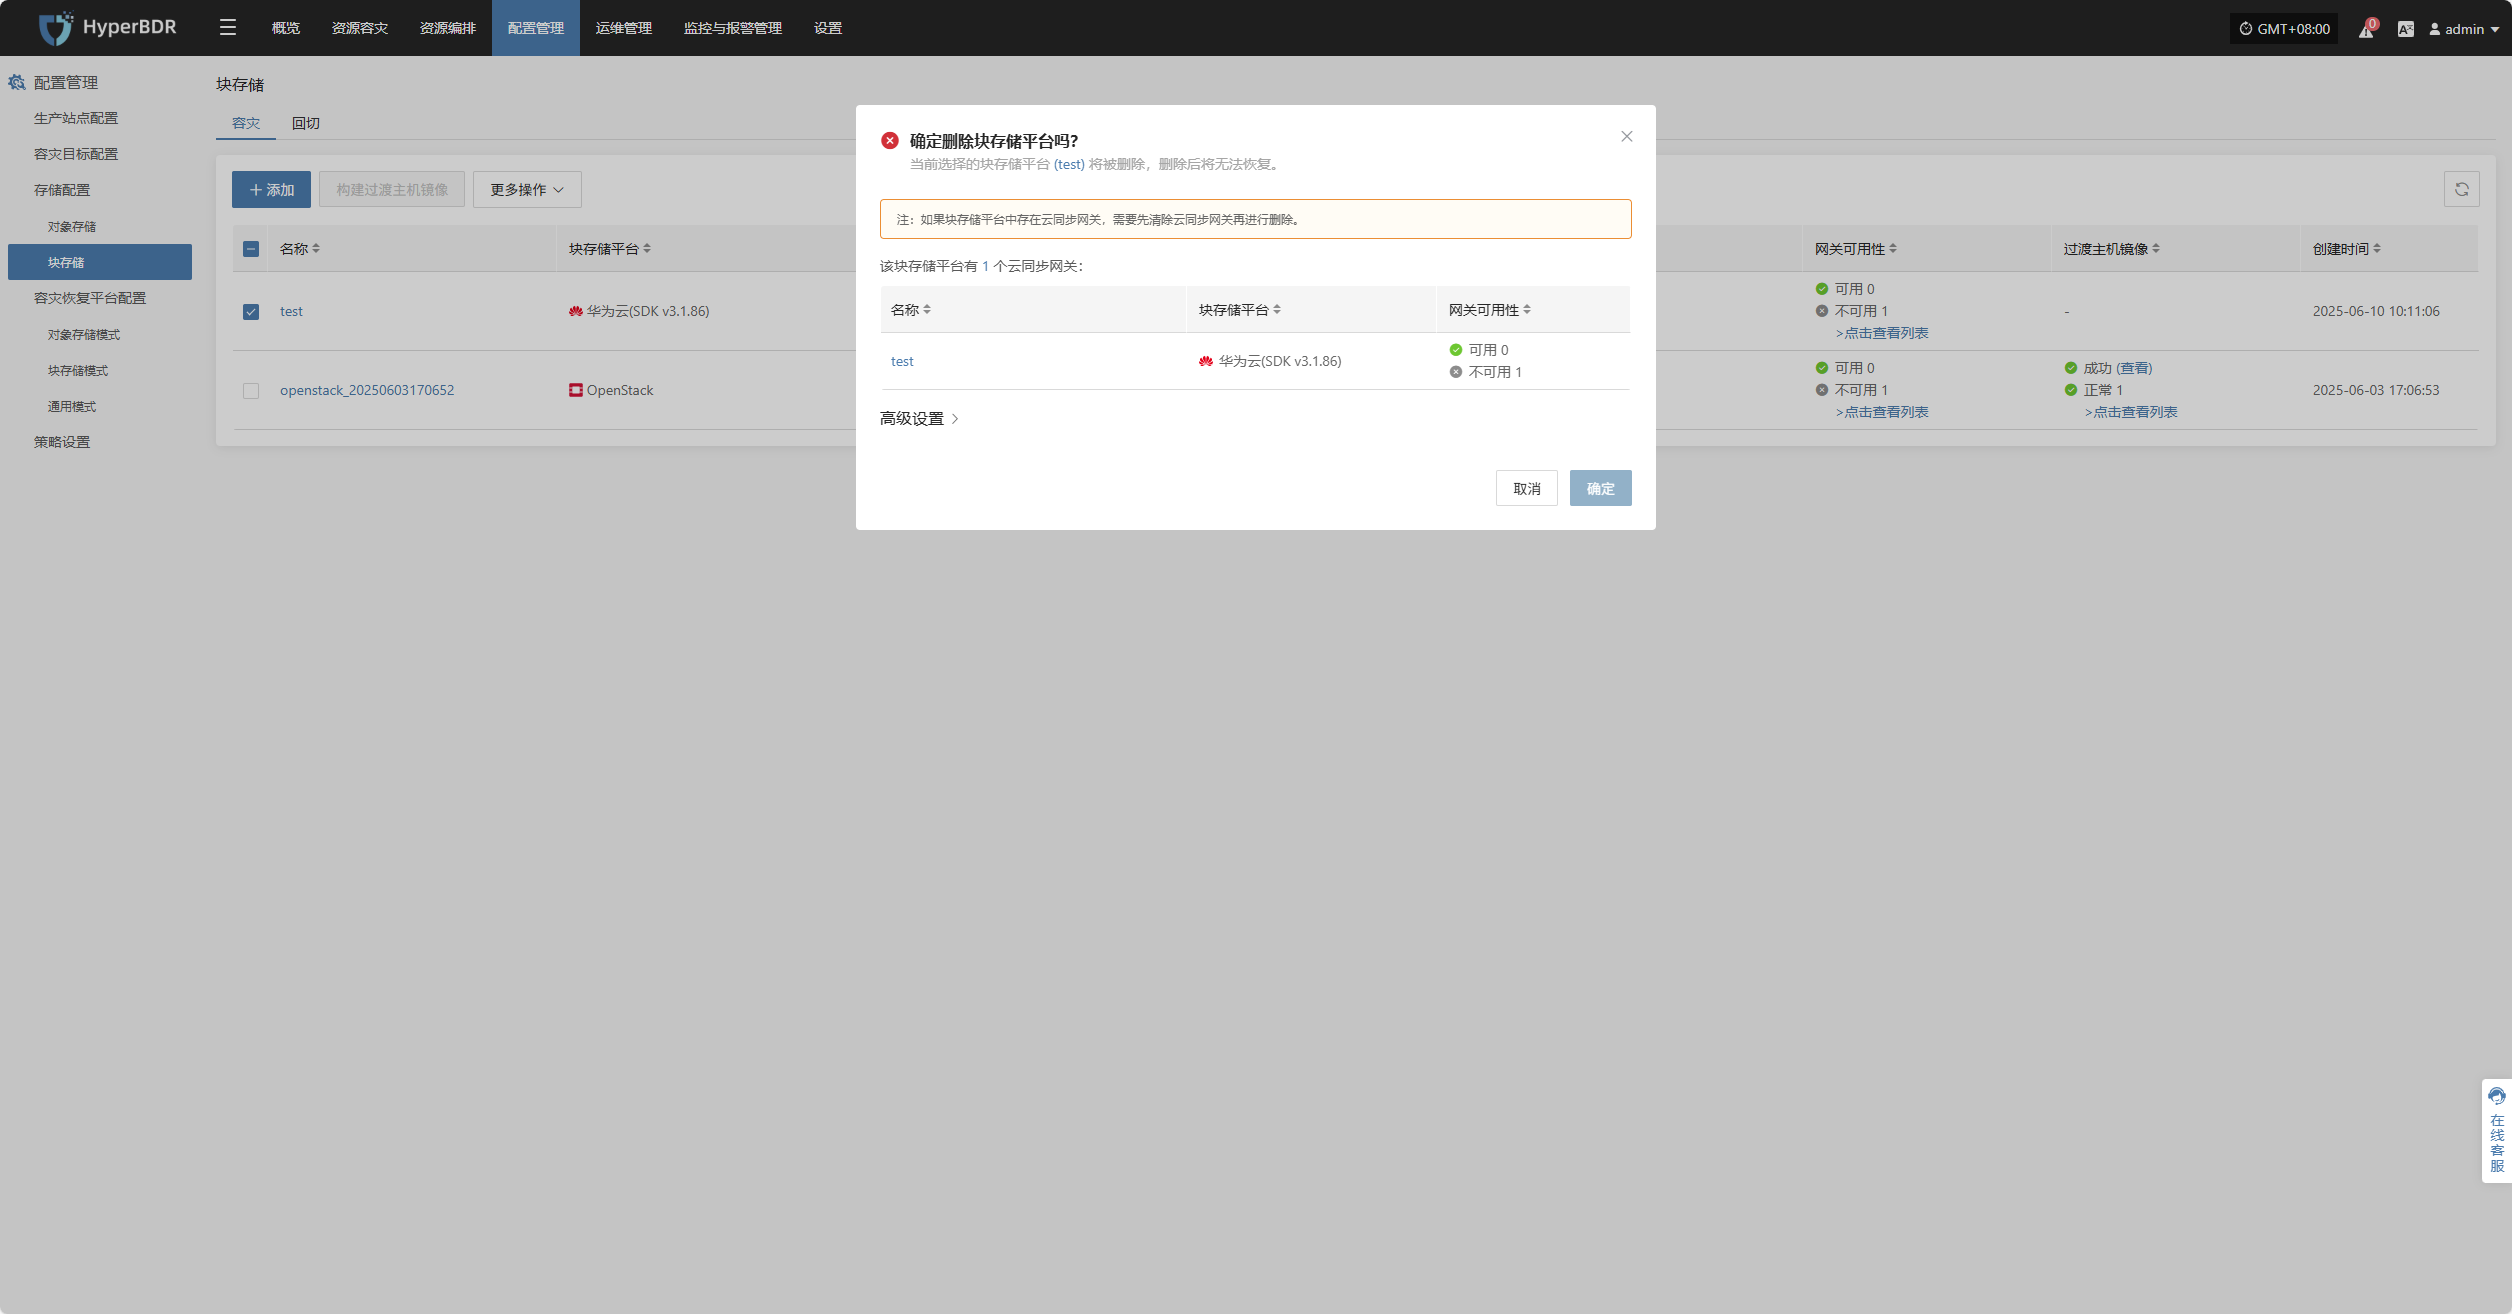 HyperBDR
概览 资源容灾 资源编排 配置管理 运维管理 监控与报警管理 设置
GMT+08:00 0 admin
配置管理
生产站点配置
容灾目标配置
存储配置
对象存储
块存储
容灾恢复平台配置
对象存储模式
块存储模式
通用模式
策略设置
块存储
容灾 回切
添加 构建过渡主机镜像 更多操作
名称 块存储平台 网关可用性 过渡主机镜像 创建时间
test 华为云(SDK v3.1.86) 可用 0
不可用 1
>点击查看列表
- 2025-06-10 10:11:06
openstack_20250603170652 OpenStack 可用 0
不可用 1
>点击查看列表
成功 (查看)
正常 1
>点击查看列表
2025-06-03 17:06:53
确定删除块存储平台吗?
当前选择的块存储平台 (test) 将被删除，删除后将无法恢复。
注：如果块存储平台中存在云同步网关，需要先清除云同步网关再进行删除。
该块存储平台有 1 个云同步网关：
名称 块存储平台 网关可用性
test 华为云(SDK v3.1.86) 可用 0
不可用 1
高级设置
取消 确定
在线客服